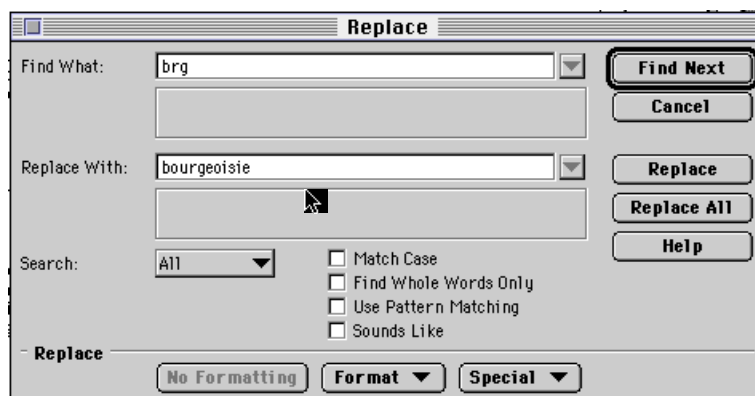 Replace
Find What: brg Find Next
Cancel
Replace With: bourgeoisie Replace
Replace All
Help
Search: All Match Case
Find Whole Words Only
Use Pattern Matching
Sounds Like
Replace
No Formatting Format Special